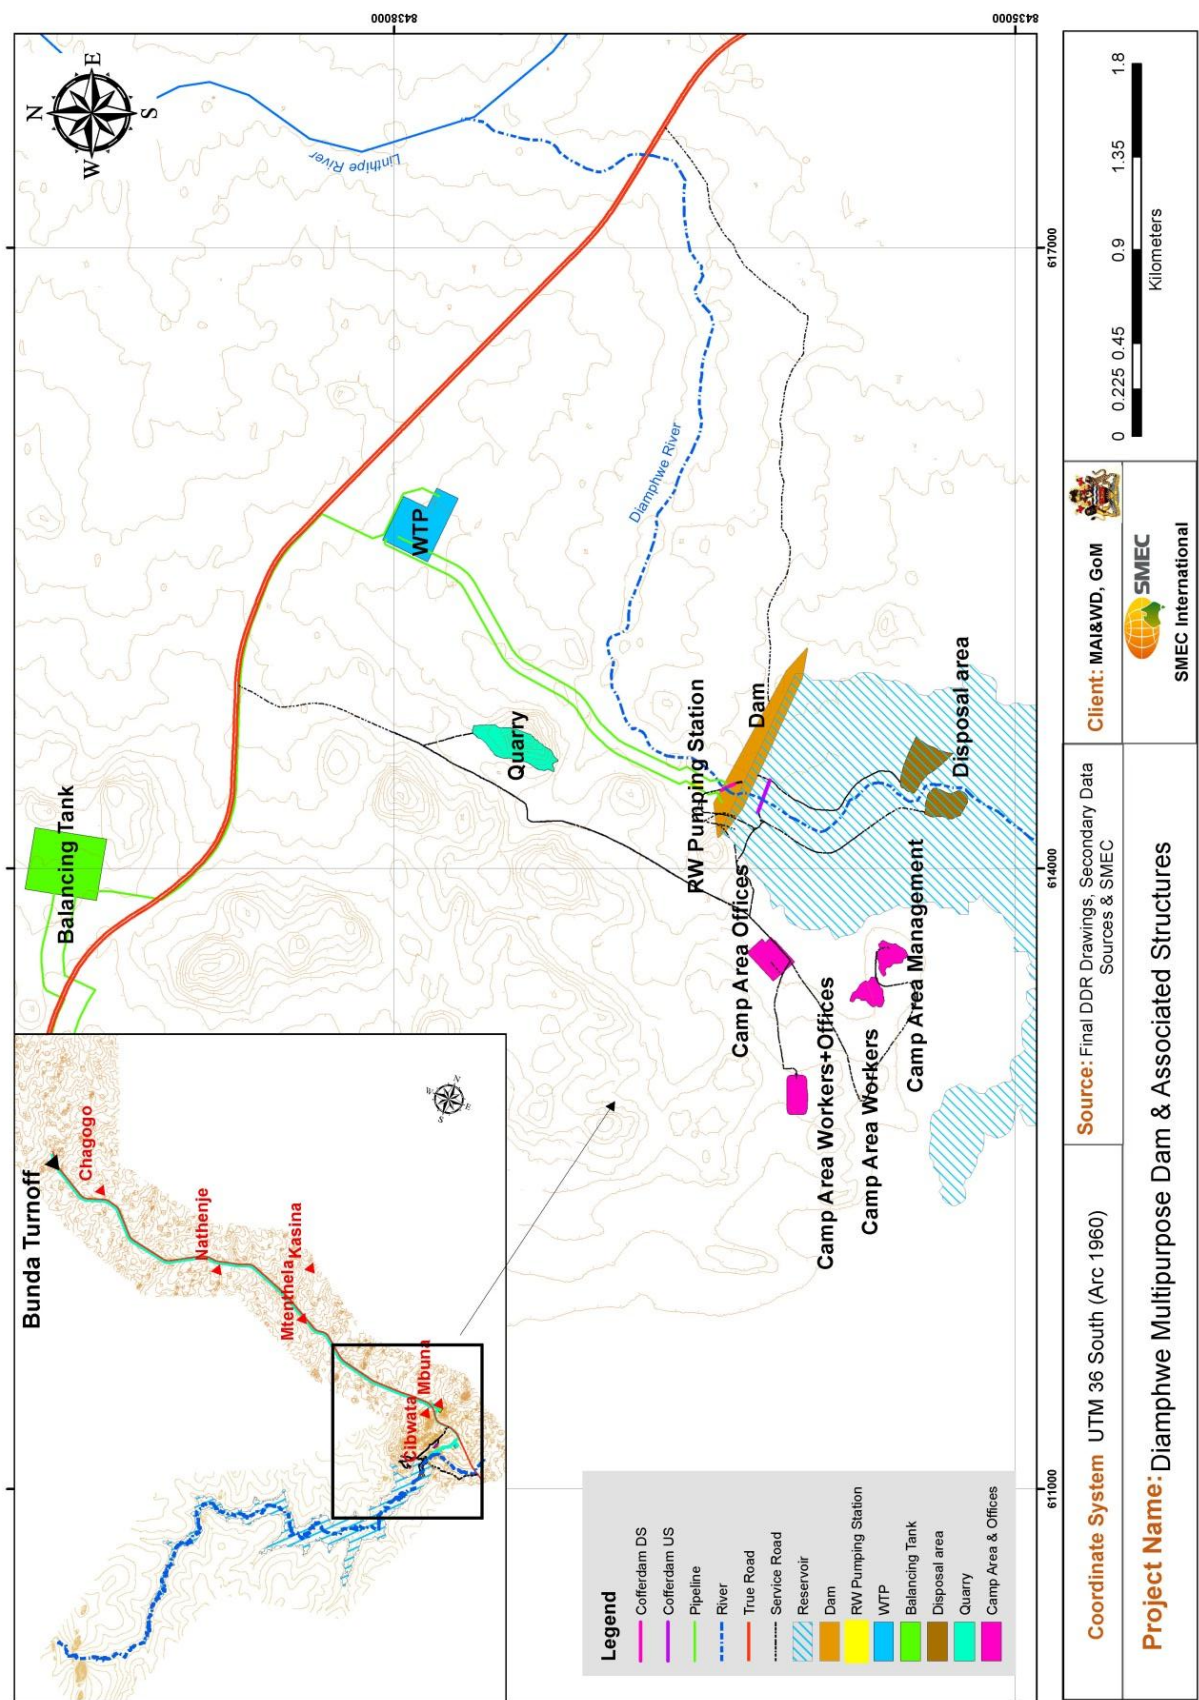 8438000
8435000
N
E
S
W
Linthipe River
617000
614000
611000
Diamphwe River
WTP
Balancing Tank
Quarry
RW Pumping Station
Dam
Disposal area
Camp Area Offices
Camp Area Management
Camp Area Workers+Offices
Camp Area Workers
Bunda Turnoff
Chagogo
Nathenje
Kasina
Mtenthela
Mbuna
Cibwata
N
E
S
W
Legend
Cofferdam DS
Cofferdam US
Pipeline
River
True Road
Service Road
Reservoir
Dam
RW Pumping Station
WTP
Balancing Tank
Disposal area
Quarry
Camp Area & Offices
Coordinate System UTM 36 South (Arc 1960)
Source: Final DDR Drawings, Secondary Data
Sources & SMEC
Client: MAI&WD, GoM
0 0.225 0.45 0.9 1.35 1.8
Kilometers
Project Name: Diamphwe Multipurpose Dam & Associated Structures
SMEC
SMEC International